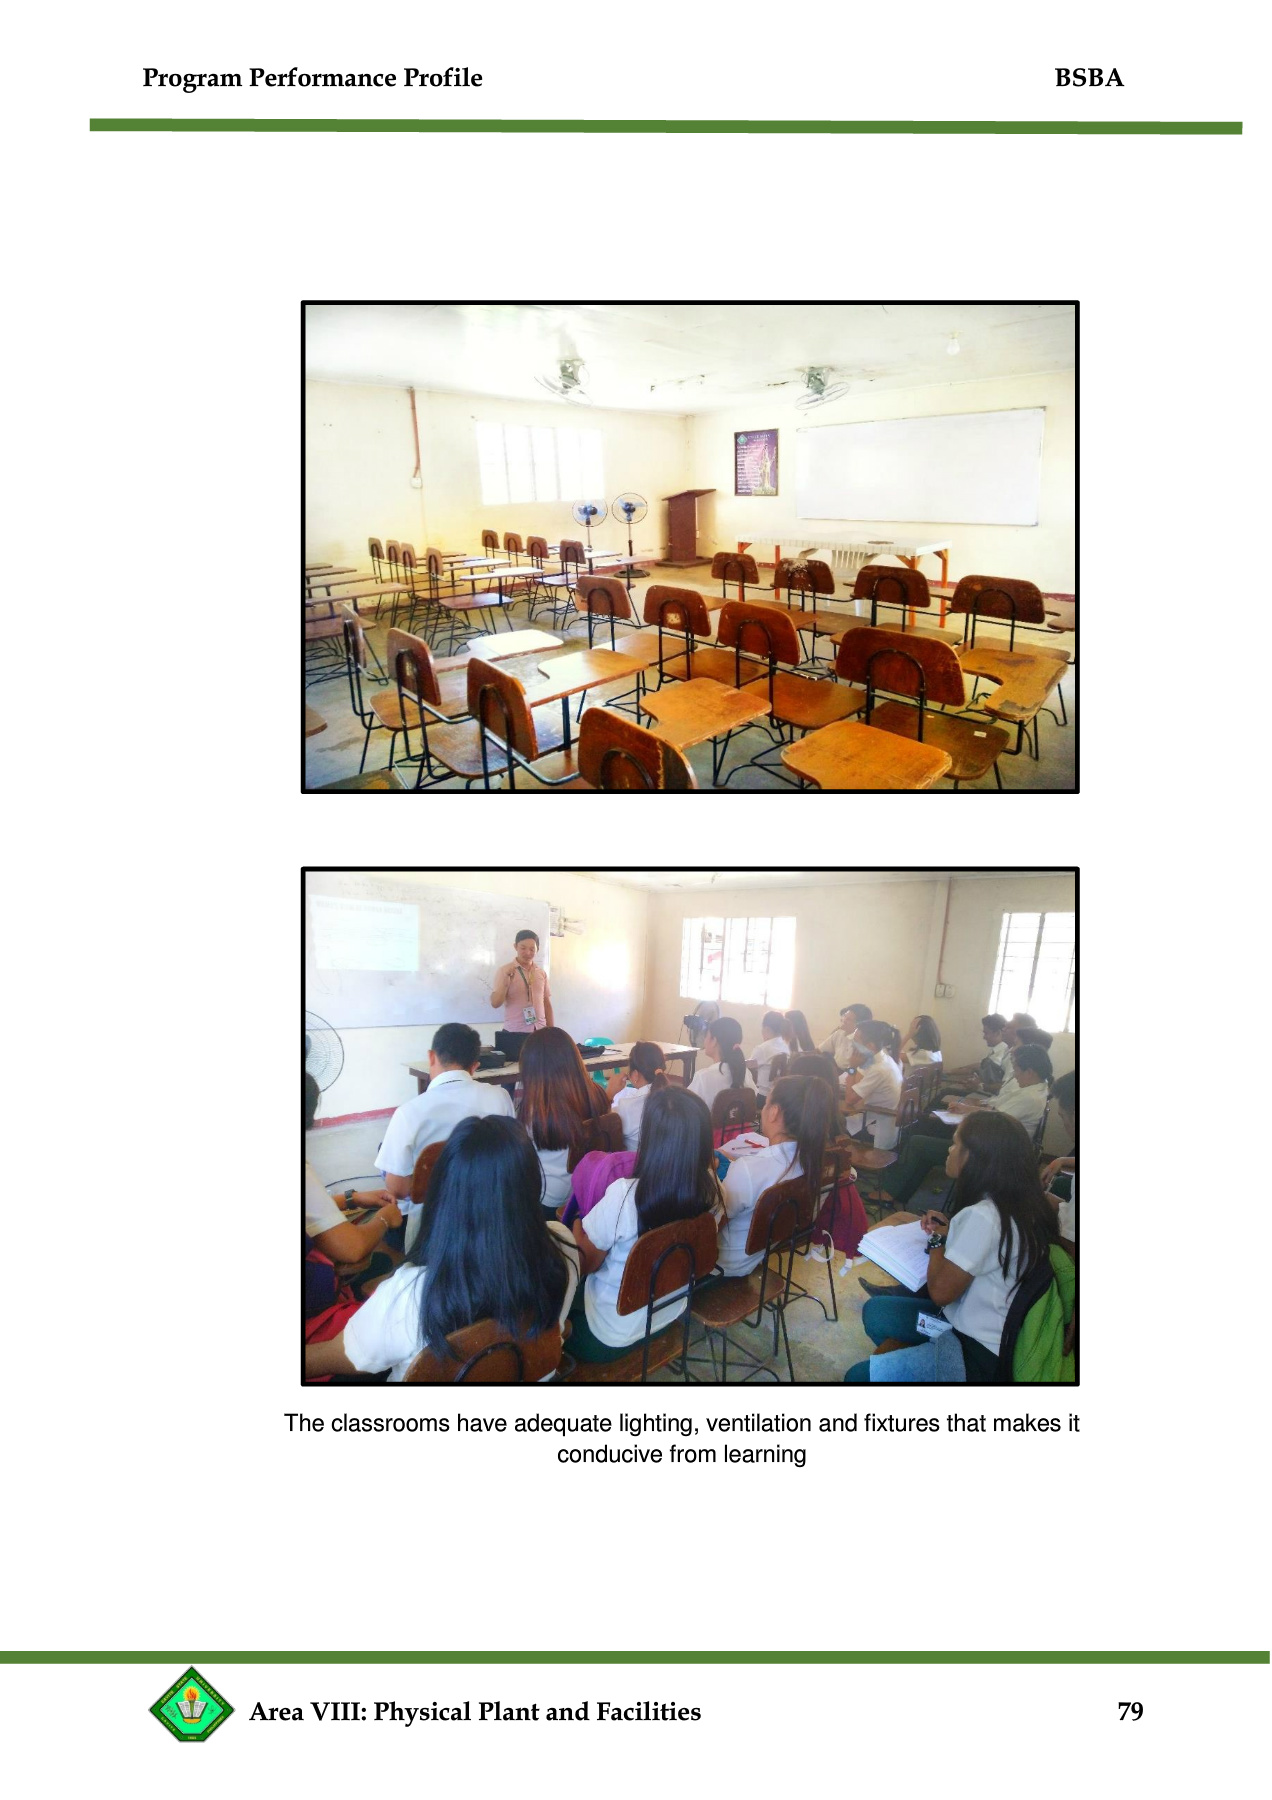 Program Performance Profile BSBA
The classrooms have adequate lighting, ventilation and fixtures that makes it
conducive from learning
Area VIII: Physical Plant and Facilities 79